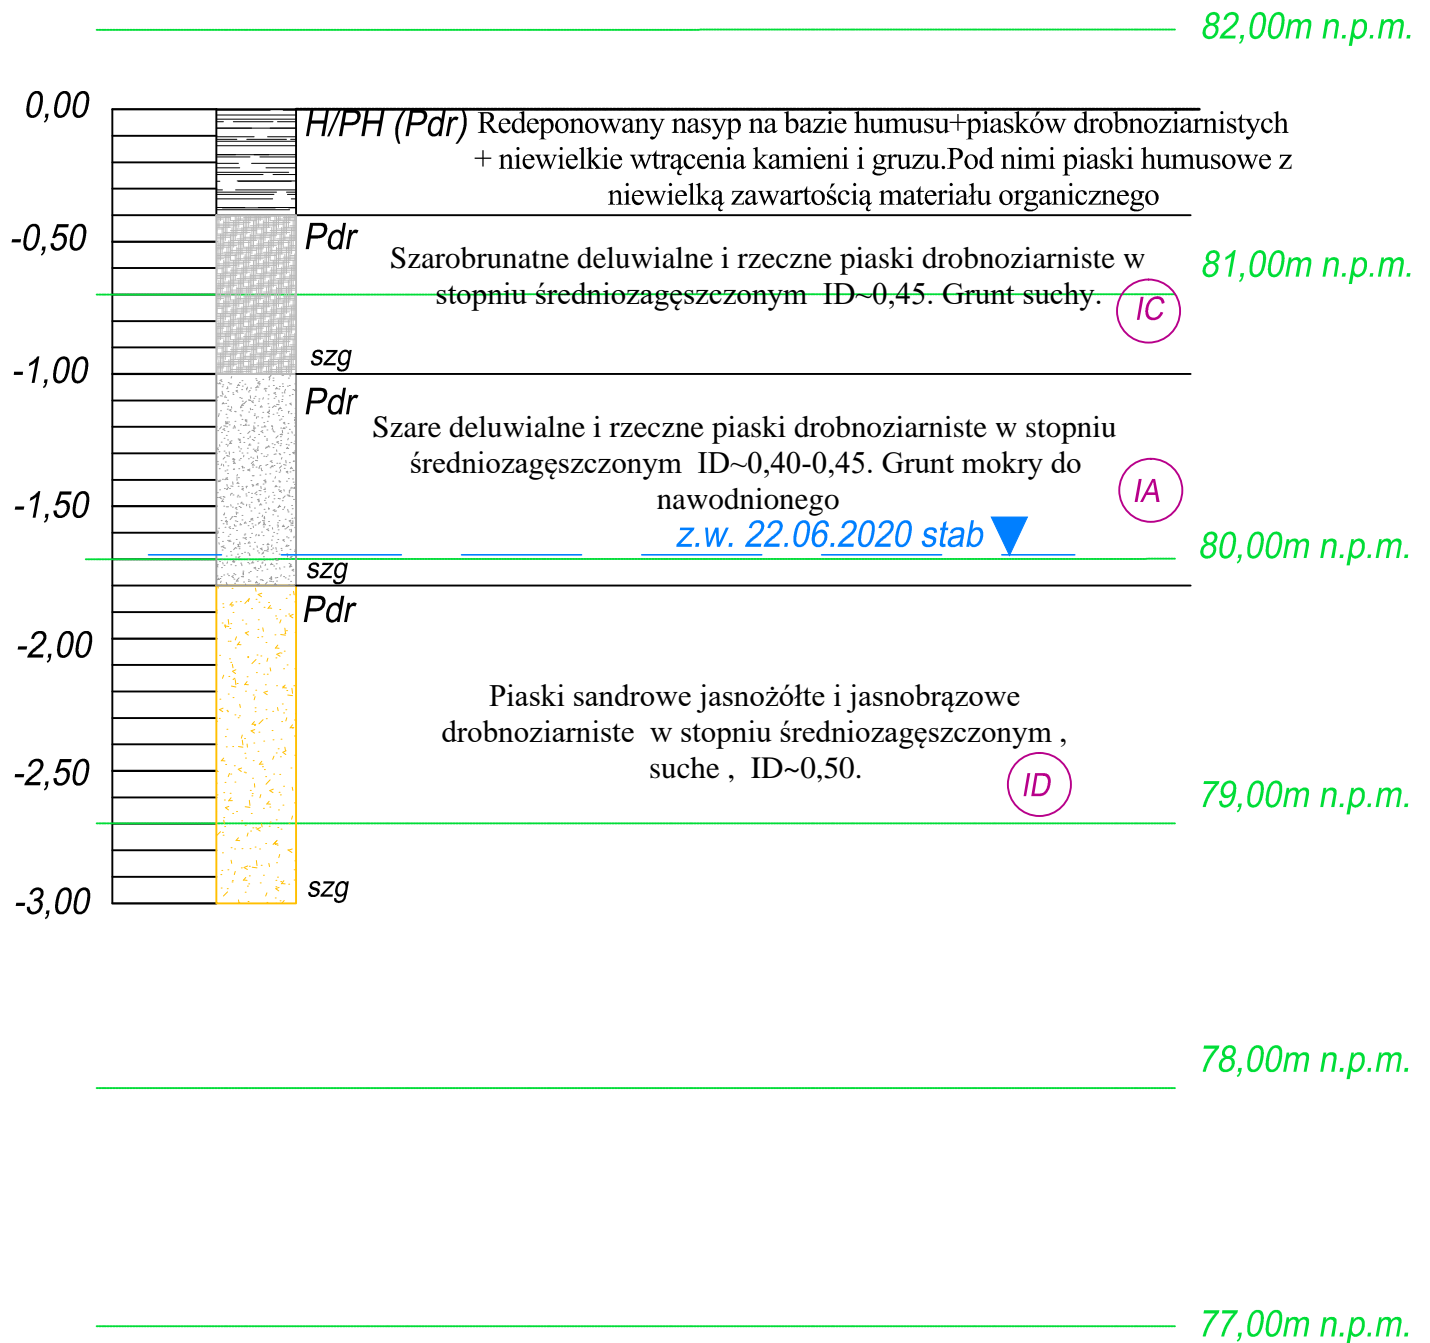 82,00m n.p.m.
0,00
H/PH (Pdr) Redeponowany nasyp na bazie humusu+piasków drobnoziarnistych
+ niewielkie wtrącenia kamieni i gruzu.Pod nimi piaski humusowe z
niewielką zawartością materiału organicznego
-0,50
Pdr
Szarobrunatne deluwialne i rzeczne piaski drobnoziarniste w
stopniu średniozagęszczonym ID~0,45. Grunt suchy.
81,00m n.p.m.
IC
szg
-1,00
Pdr
Szare deluwialne i rzeczne piaski drobnoziarniste w stopniu
średniozagęszczonym ID~0,40-0,45. Grunt mokry do
nawodnionego
IA
-1,50
z.w. 22.06.2020 stab
80,00m n.p.m.
szg
Pdr
-2,00
Piaski sandrowe jasnożółte i jasnobrązowe
drobnoziarniste w stopniu średniozagęszczonym ,
suche , ID~0,50.
-2,50
ID
79,00m n.p.m.
szg
-3,00
78,00m n.p.m.
77,00m n.p.m.